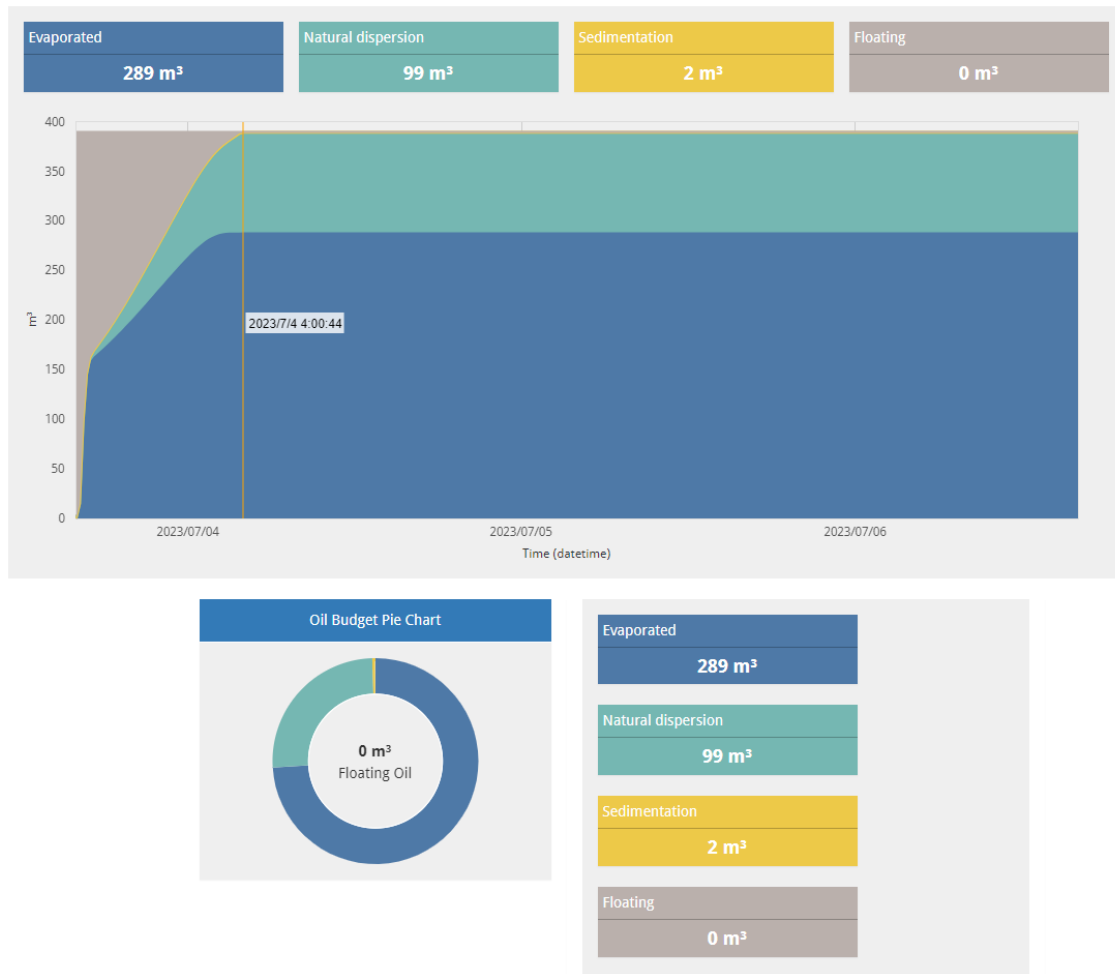 Evaporated
289 m³
Natural dispersion
99 m³
Sedimentation
2 m³
Floating
0 m³
400
350
300
250
200
150
100
50
0
m³
2023/7/4 4:00:44
2023/07/04
2023/07/05
2023/07/06
Time (datetime)
Oil Budget Pie Chart
0 m³
Floating Oil
Evaporated
289 m³
Natural dispersion
99 m³
Sedimentation
2 m³
Floating
0 m³